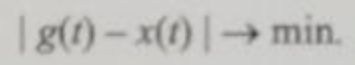 | g(t) – x(t) | → min.